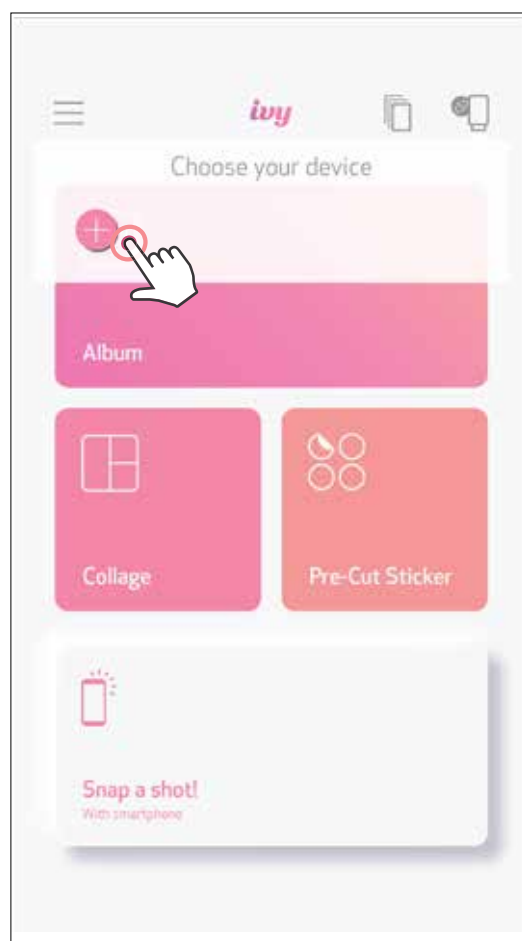 ivy
Choose your device
Album
Collage
Pre-Cut Sticker
Snap a shot!
With smartphone